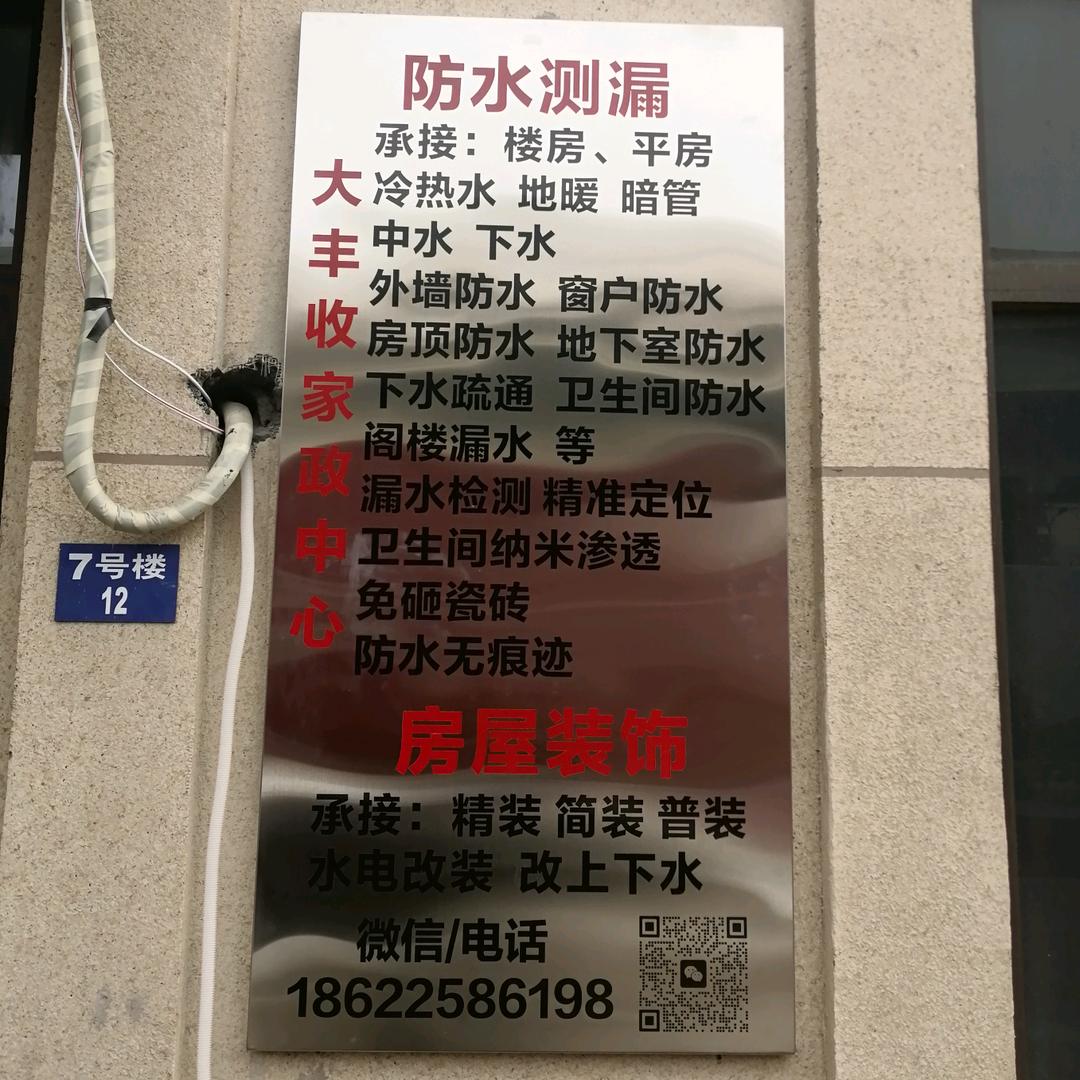 防水测漏
大丰收家政中心
承接：楼房、平房
冷热水 地暖 暗管
中水 下水
外墙防水 窗户防水
房顶防水 地下室防水
下水疏通 卫生间防水
阁楼漏水 等
漏水检测 精准定位
卫生间纳米渗透
免砸瓷砖
防水无痕迹
房屋装饰
承接：精装 简装 普装
水电改装 改上下水
微信/电话
18622586198
7号楼
12